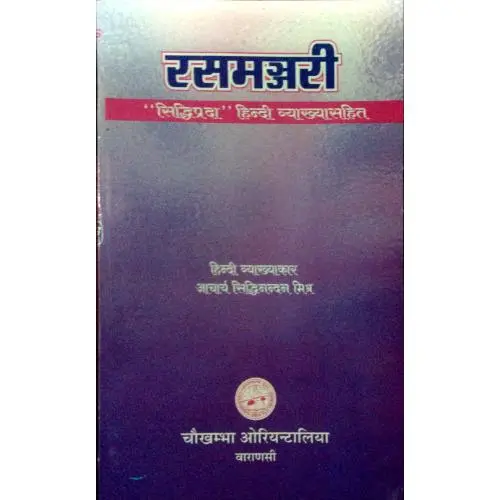 रसमञ्जरी
"सिद्धिप्रदा" हिन्दी व्याख्यासहित
हिन्दी व्याख्याकार
आचार्य सिद्धिनन्दन मिश्र
चौखम्भा ओरियन्टालिया
वाराणसी